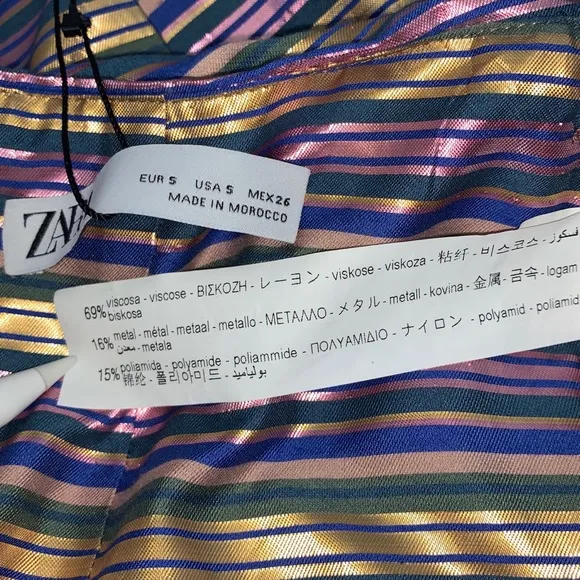 ZARA
EUR S USA S MEX 26
MADE IN MOROCCO
69% viscosa - viscose - ΒΙΣΚΟΖΗ - レーヨン - viskose - viskoza - 粘纤 - 비스코스 - فسكوز
biskosa
16% metal - métal - metaal - metallo - ΜΕΤΑΛΛΟ - メタル - metall - kovina - 金属 - 금속 - logam
معدن - metala
15% poliamida - polyamide - poliammide - ΠΟΛΥΑΜΙΔΙΟ - ナイロン - polyamid - poliamid
锦纶 - 폴리아미드 - بولياميد